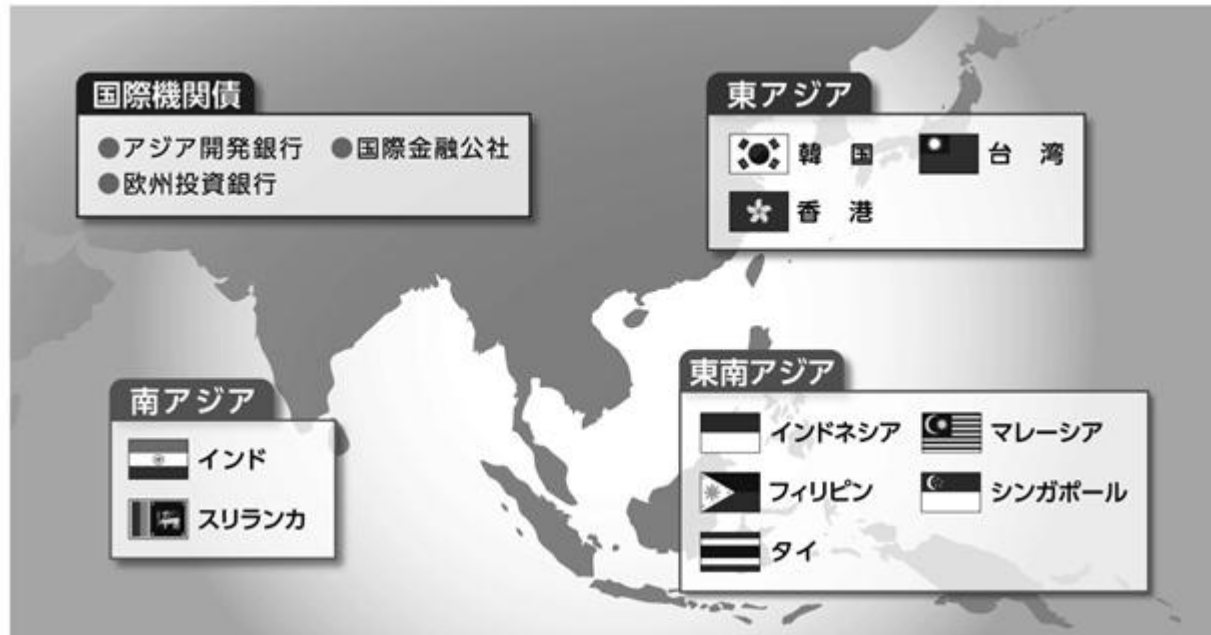 国際機関債
●アジア開発銀行 ●国際金融公社
●欧州投資銀行
東アジア
韓 国 台 湾
香 港
南アジア
インド
スリランカ
東南アジア
インドネシア マレーシア
フィリピン シンガポール
タイ